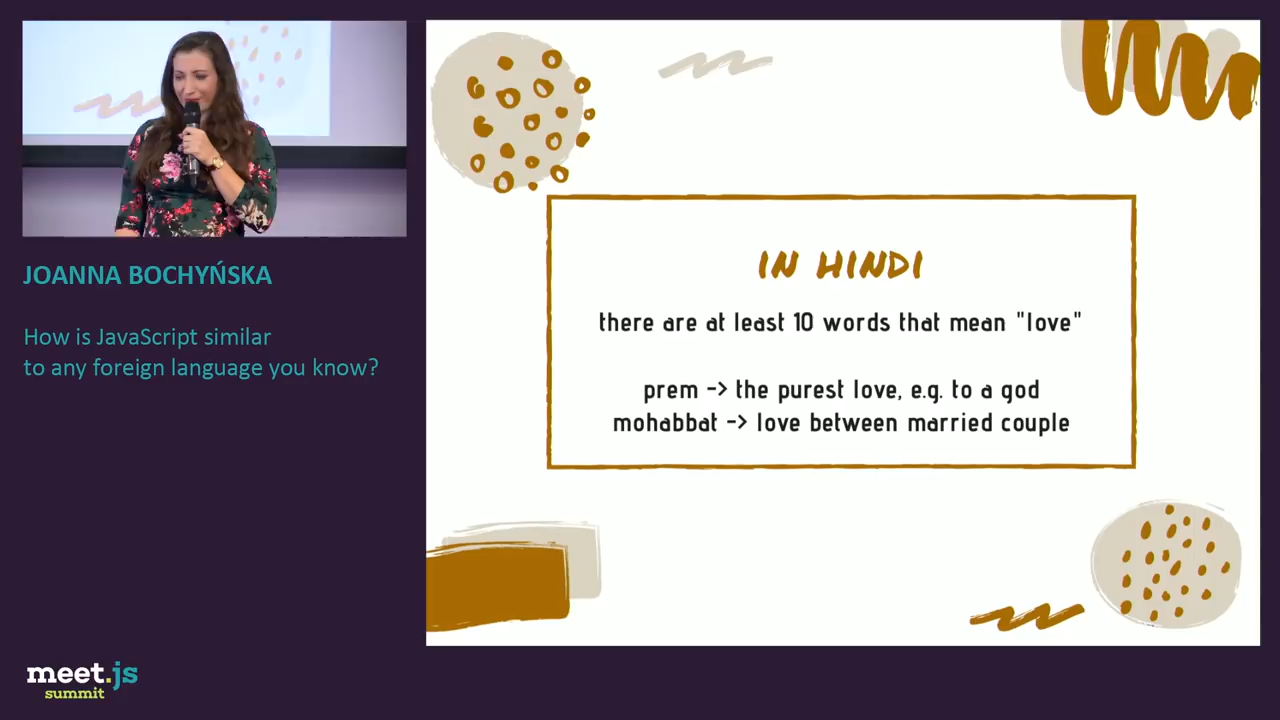 JOANNA BOCHYŃSKA
How is JavaScript similar
to any foreign language you know?
meet.js
summit
IN HINDI
there are at least 10 words that mean "love"
prem -> the purest love, e.g. to a god
mohabbat -> love between married couple